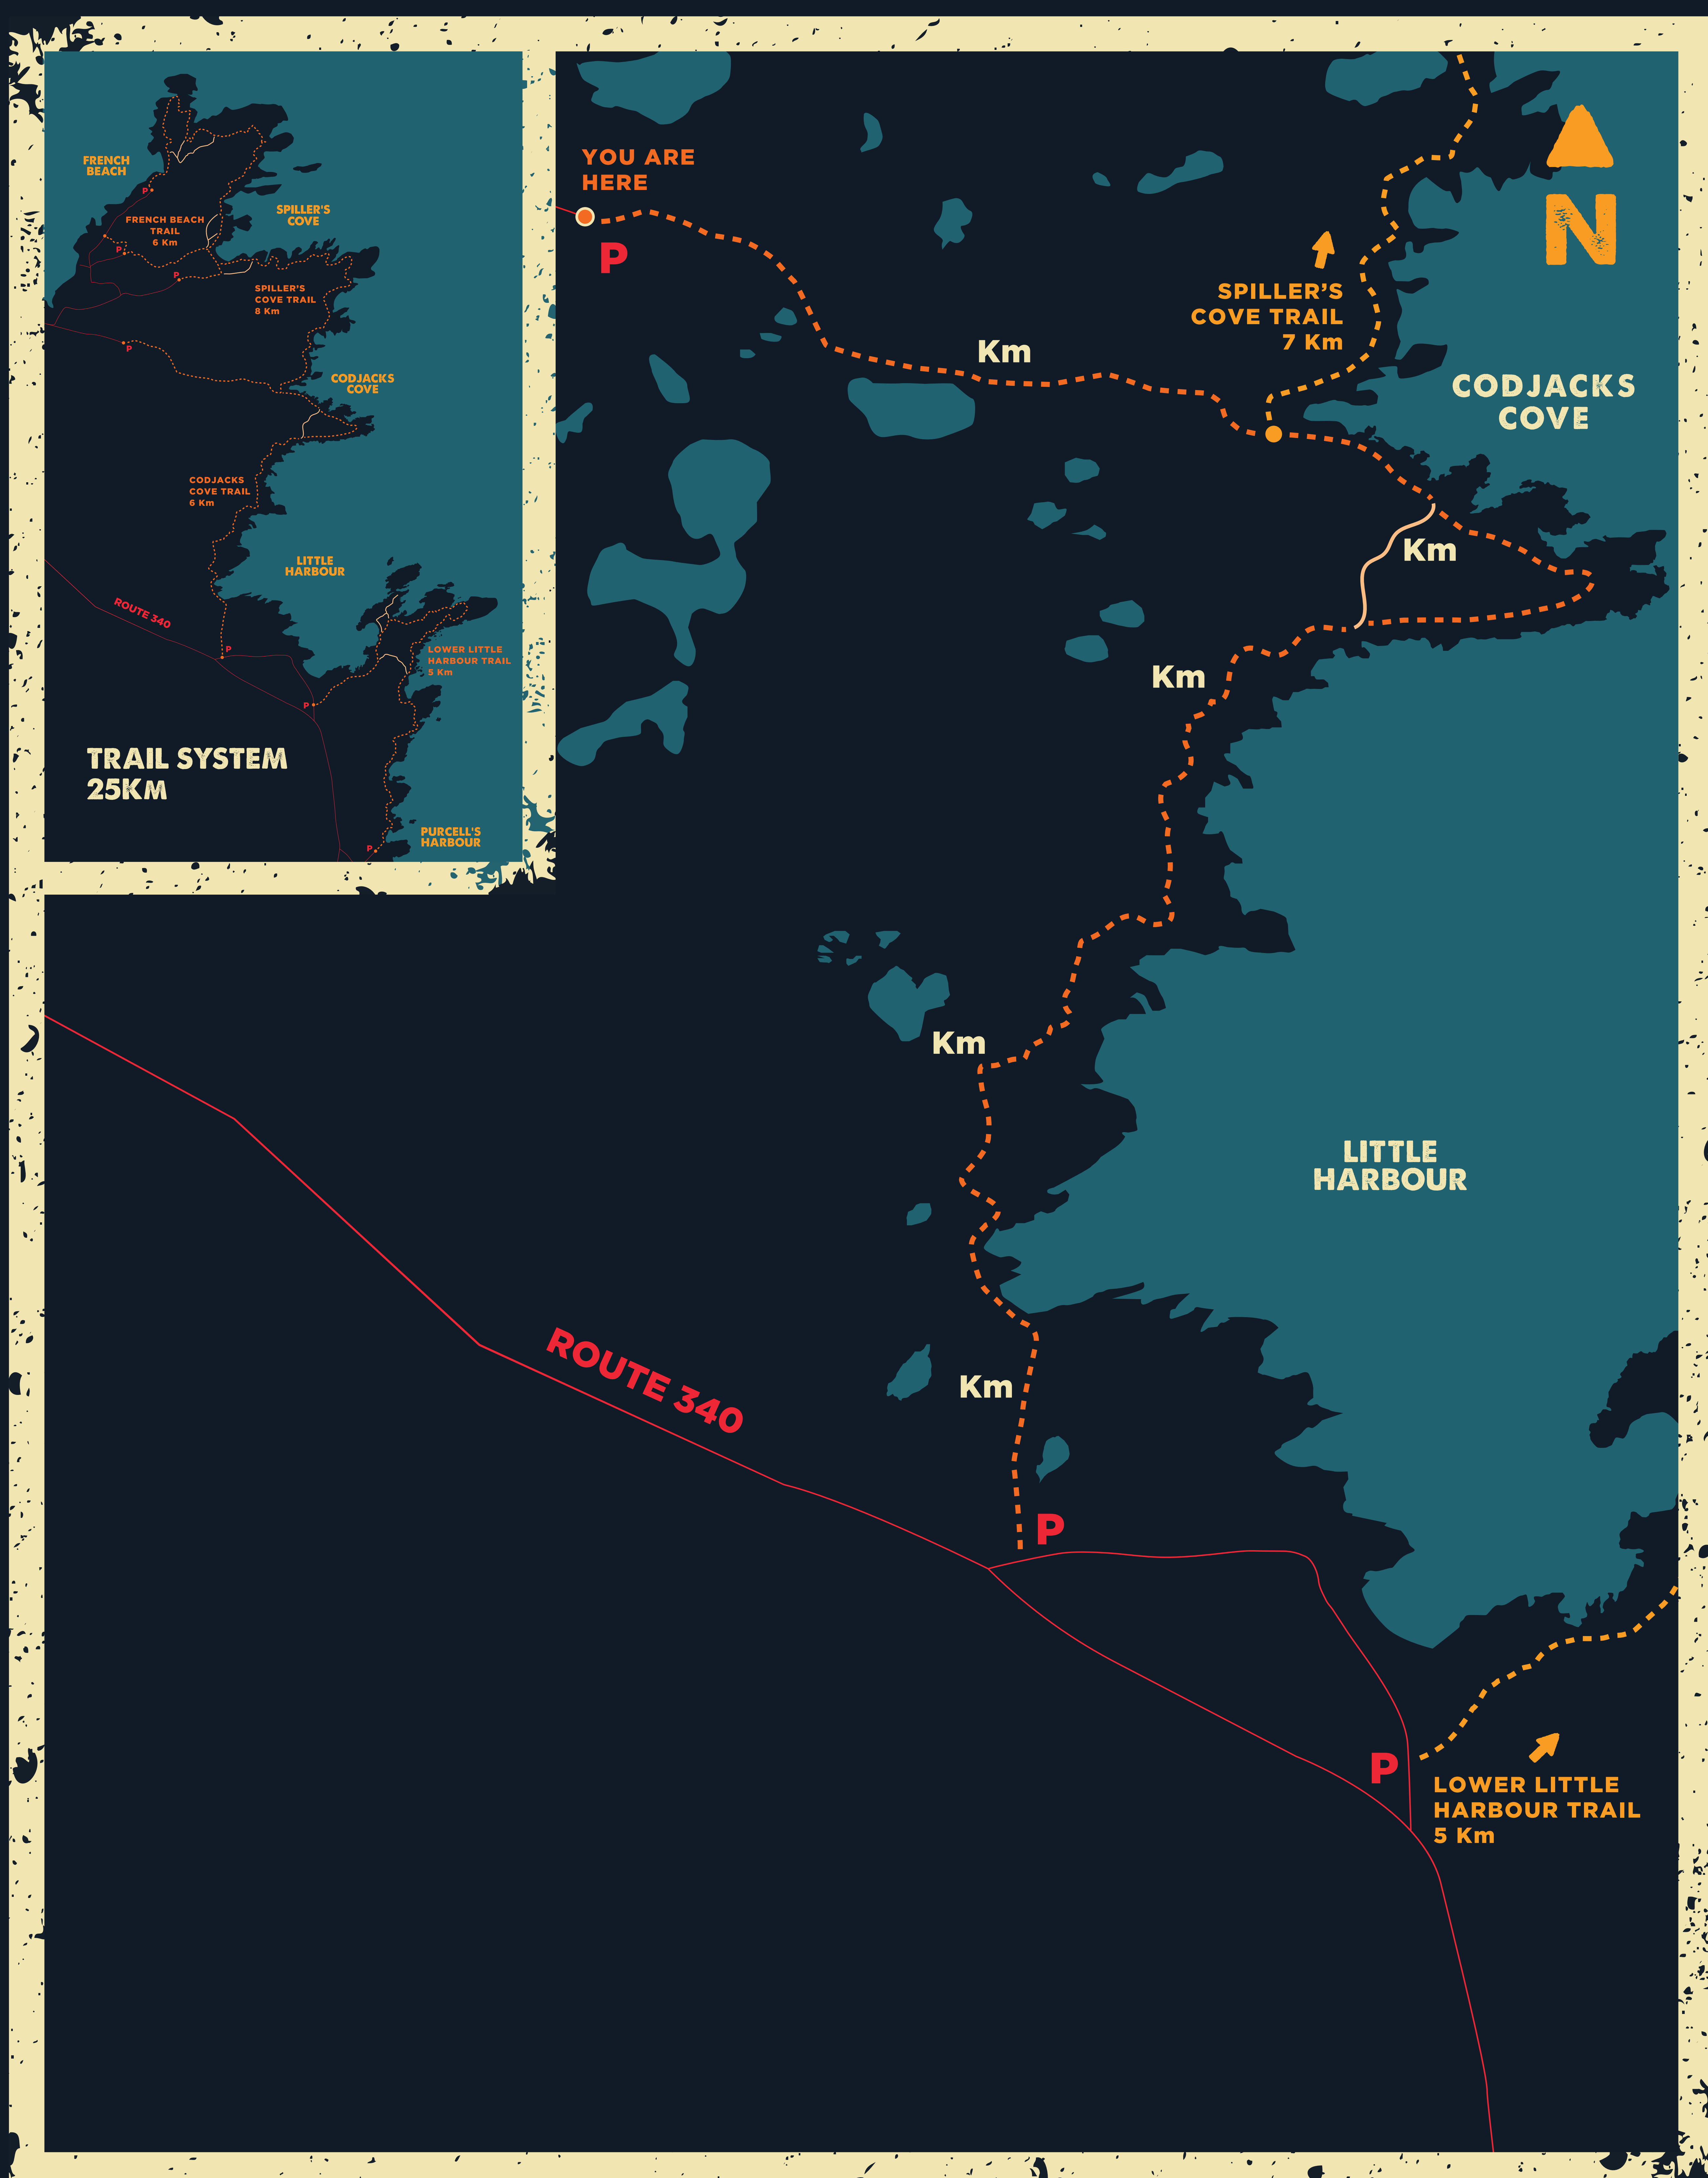 FRENCH
BEACH
P
SPILLER'S
COVE
FRENCH BEACH
TRAIL
6 Km
P
P
SPILLER'S
COVE TRAIL
8 Km
P
CODJACKS
COVE
CODJACKS
COVE TRAIL
6 Km
LITTLE
HARBOUR
ROUTE 340
P
LOWER LITTLE
HARBOUR TRAIL
5 Km
P
TRAIL SYSTEM
25KM
PURCELL'S
HARBOUR
P
YOU ARE
HERE
P
N
SPILLER’S
COVE TRAIL
7 Km
Km
CODJACKS
COVE
Km
Km
Km
LITTLE
HARBOUR
ROUTE 340
Km
P
P
LOWER LITTLE
HARBOUR TRAIL
5 Km